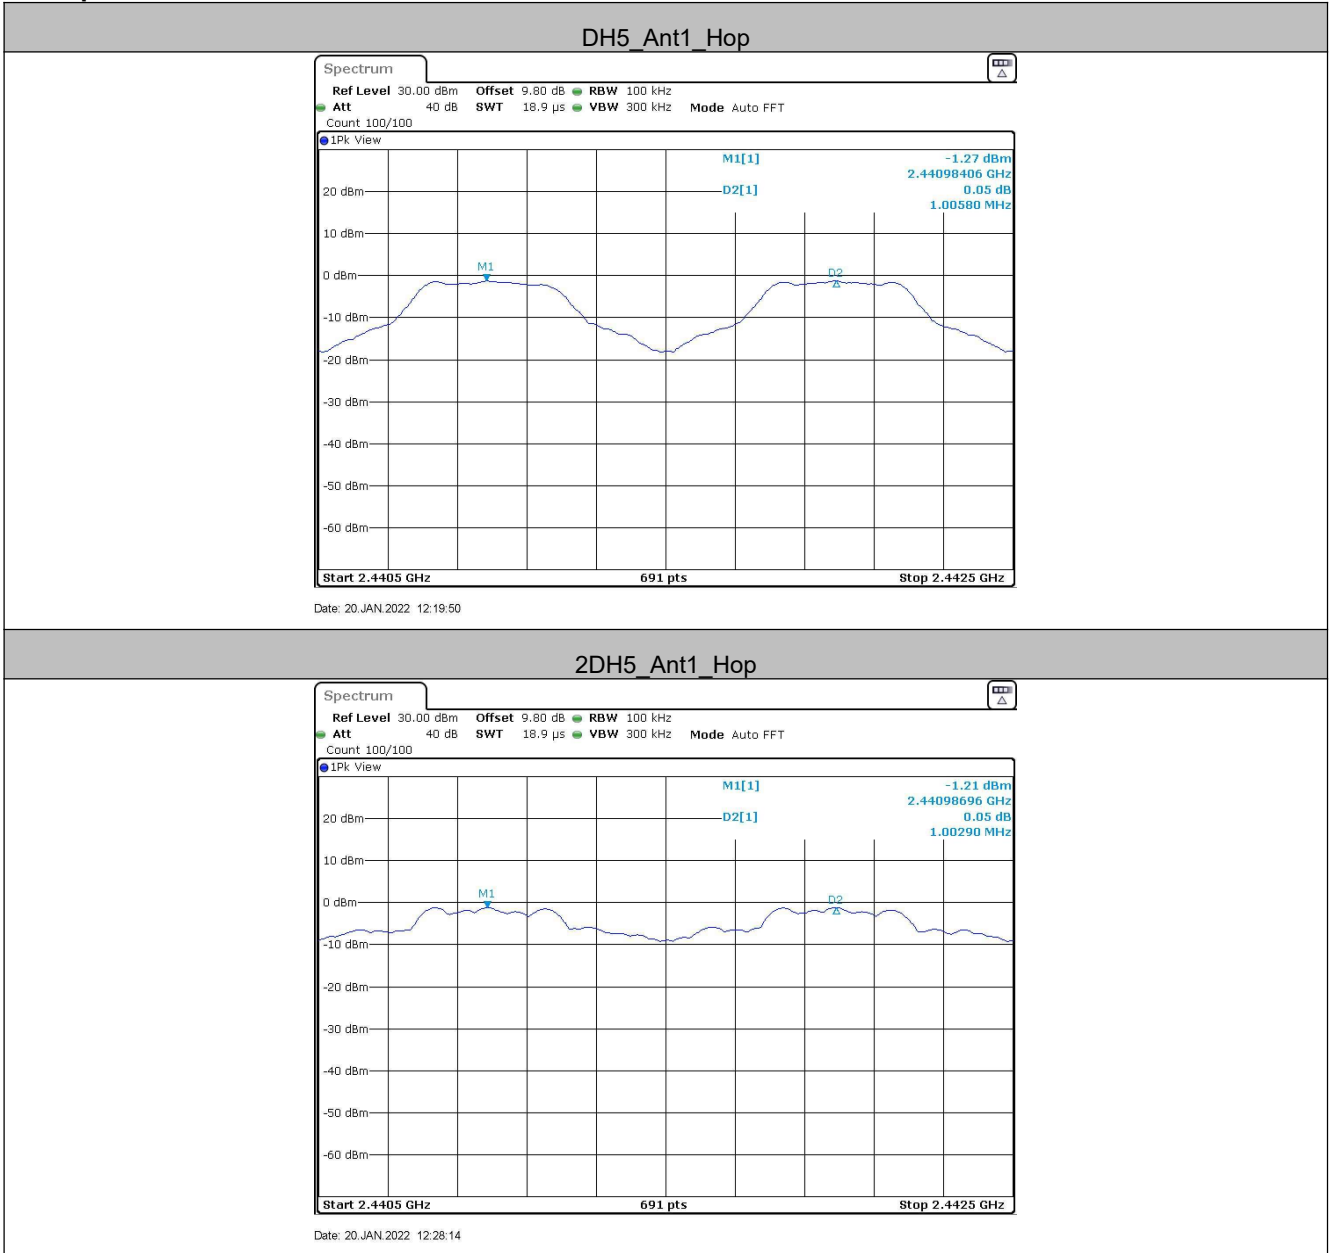 DH5_Ant1_Hop
Spectrum
Ref Level 30.00 dBm Offset 9.80 dB RBW 100 kHz
Att 40 dB SWT 18.9 µs VBW 300 kHz Mode Auto FFT
Count 100/100
1Pk View
M1[1] -1.27 dBm
2.44098406 GHz
20 dBm D2[1] 0.05 dB
1.00580 MHz
10 dBm
M1
0 dBm D2
-10 dBm
-20 dBm
-30 dBm
-40 dBm
-50 dBm
-60 dBm
Start 2.4405 GHz 691 pts Stop 2.4425 GHz
Date: 20.JAN.2022 12:19:50
2DH5_Ant1_Hop
Spectrum
Ref Level 30.00 dBm Offset 9.80 dB RBW 100 kHz
Att 40 dB SWT 18.9 µs VBW 300 kHz Mode Auto FFT
Count 100/100
1Pk View
M1[1] -1.21 dBm
2.44098696 GHz
20 dBm D2[1] 0.05 dB
1.00290 MHz
10 dBm
M1
0 dBm D2
-10 dBm
-20 dBm
-30 dBm
-40 dBm
-50 dBm
-60 dBm
Start 2.4405 GHz 691 pts Stop 2.4425 GHz
Date: 20.JAN.2022 12:28:14